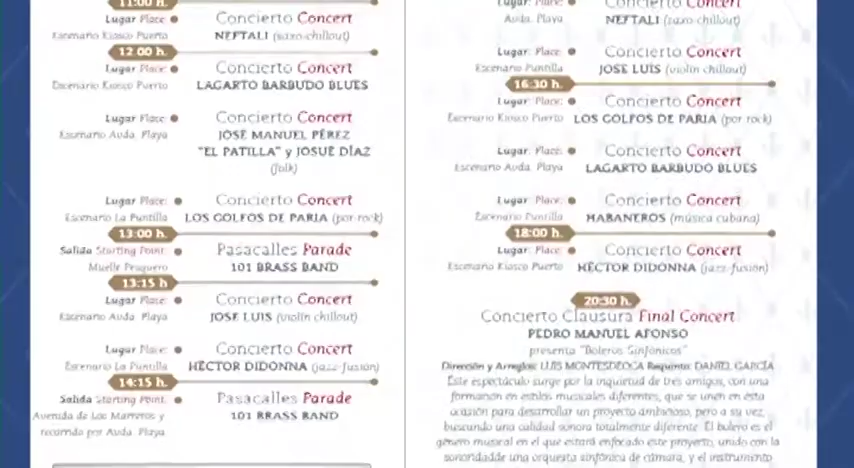 11:00 h.
Lugar Place:
Concierto Concert
Escenario Kiosco Puerto
NEFTALI (saxo chillout)
12:00 h.
Lugar Place:
Concierto Concert
Escenario Kiosco Puerto
LAGARTO BARBUDO BLUES
Lugar Place:
Concierto Concert
Escenario Avda. Playa
JOSÉ MANUEL PÉREZ
"EL PATILLA" y JOSUÉ DÍAZ
(folk)
Lugar Place:
Concierto Concert
Escenario La Puntilla
LOS GOLFOS DE PARIA (por-rock)
13:00 h.
Salida Starting Point:
Pasacalles Parade
Muelle Pesquero
101 BRASS BAND
13:15 h
Lugar Place:
Concierto Concert
Escenario Avda. Playa
JOSE LUIS (violin chillout)
Lugar Place:
Concierto Concert
Escenario La Puntilla
HÉCTOR DIDONNA (jazz-fusión)
14:15 h.
Salida Starting Point:
Pasacalles Parade
Avenida de Los Marreros y
101 BRASS BAND
recorrido por Avda. Playa
Lugar Place:
Concierto Concert
Avda. Playa
NEFTALI (saxo-chillout)
Lugar Place:
Concierto Concert
Escenario Puntilla
JOSE LUIS (violin chillout)
16:30 h.
Lugar Place:
Concierto Concert
Escenario Kiosco Puerto
LOS GOLFOS DE PARIA (por rock)
Lugar Place:
Concierto Concert
Escenario Avda. Playa
LAGARTO BARBUDO BLUES
Lugar Place:
Concierto Concert
Escenario Puntilla
HABANEROS (música cubana)
18:00 h.
Lugar Place:
Concierto Concert
Escenario Kiosco Puerto
HÉCTOR DIDONNA (jazz-fusión)
20:30 h.
Concierto Clausura Final Concert
PEDRO MANUEL AFONSO
presenta "Boleros Sinfónicos"
Dirección y Arreglos: LUIS MONTESDEOCA Requinto: DANIEL GARCÍA
Este espectáculo surge por la inquietud de tres amigos, con una
formación en estilos musicales diferentes, que se unen en esta
ocasión para desarrollar un proyecto ambicioso, pero a su vez,
buscando una calidad sonora totalmente diferente. El bolero es el
género musical en el que estará enfocado este proyecto, unido con la
sonoridadde una orquesta sinfónica de cámara, y el instrumento